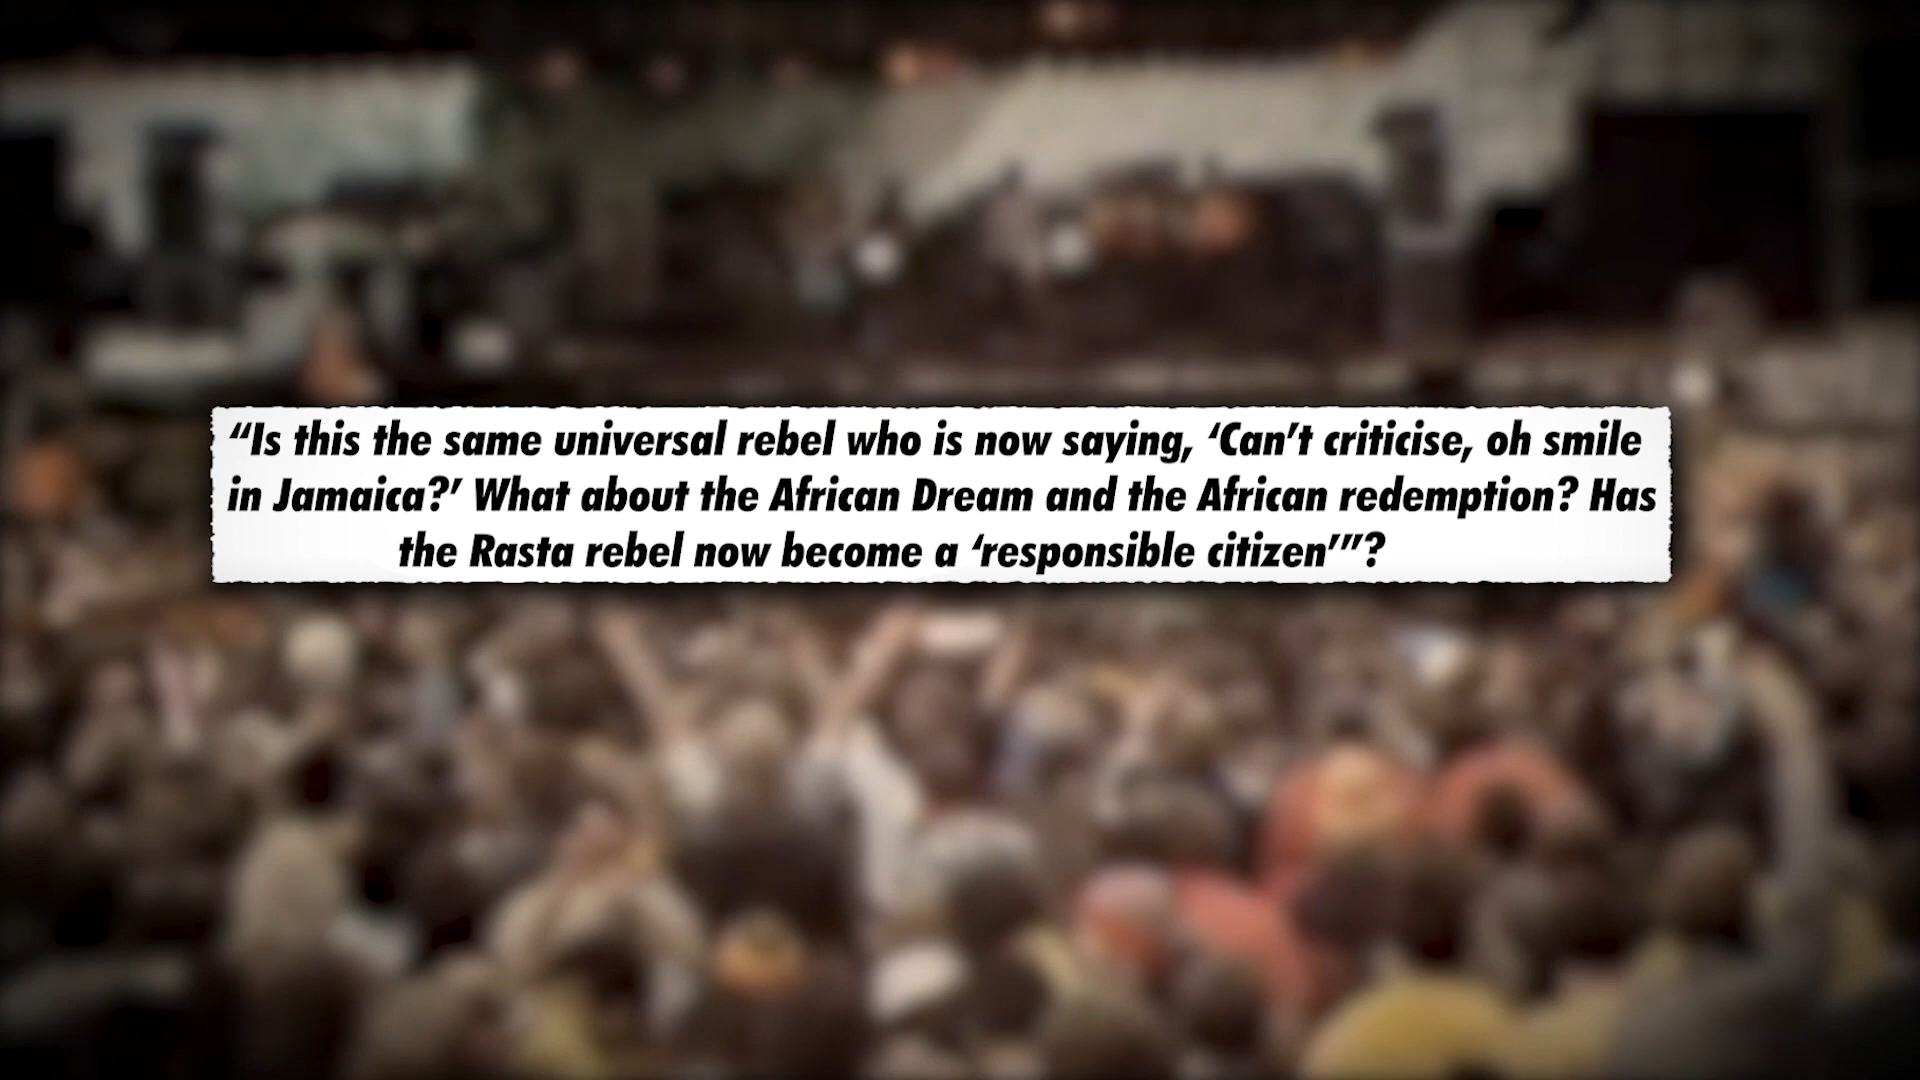 “Is this the same universal rebel who is now saying, ‘Can’t criticise, oh smile
in Jamaica?’ What about the African Dream and the African redemption? Has
the Rasta rebel now become a ‘responsible citizen’”?